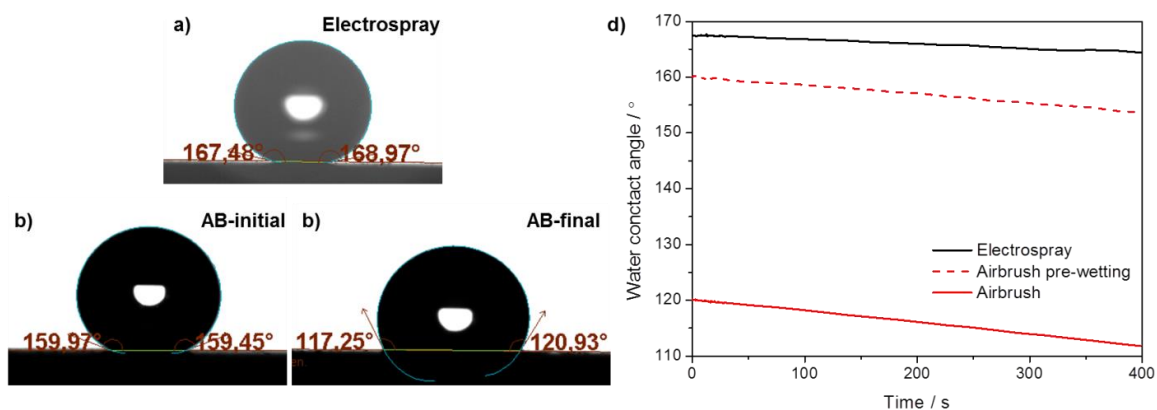 a) Electrospray
167,48° 168,97°
b) AB-initial
159,97° 159,45°
b) AB-final
117,25° 120,93°
en.
d)
Water conctact angle / °
170
160
150
140
130
120
110
Electrospray
Airbrush pre-wetting
Airbrush
0 100 200 300 400
Time / s